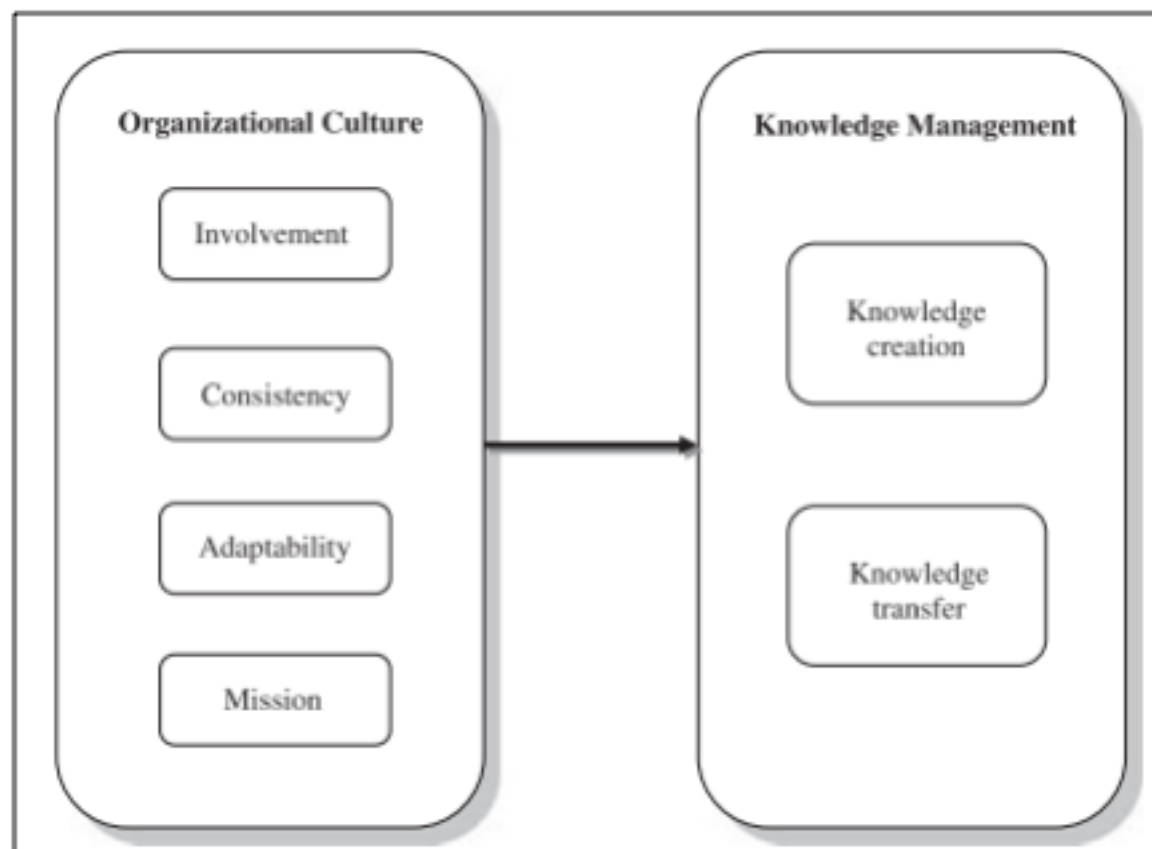 Organizational Culture
Involvement
Consistency
Adaptability
Mission
Knowledge Management
Knowledge
creation
Knowledge
transfer